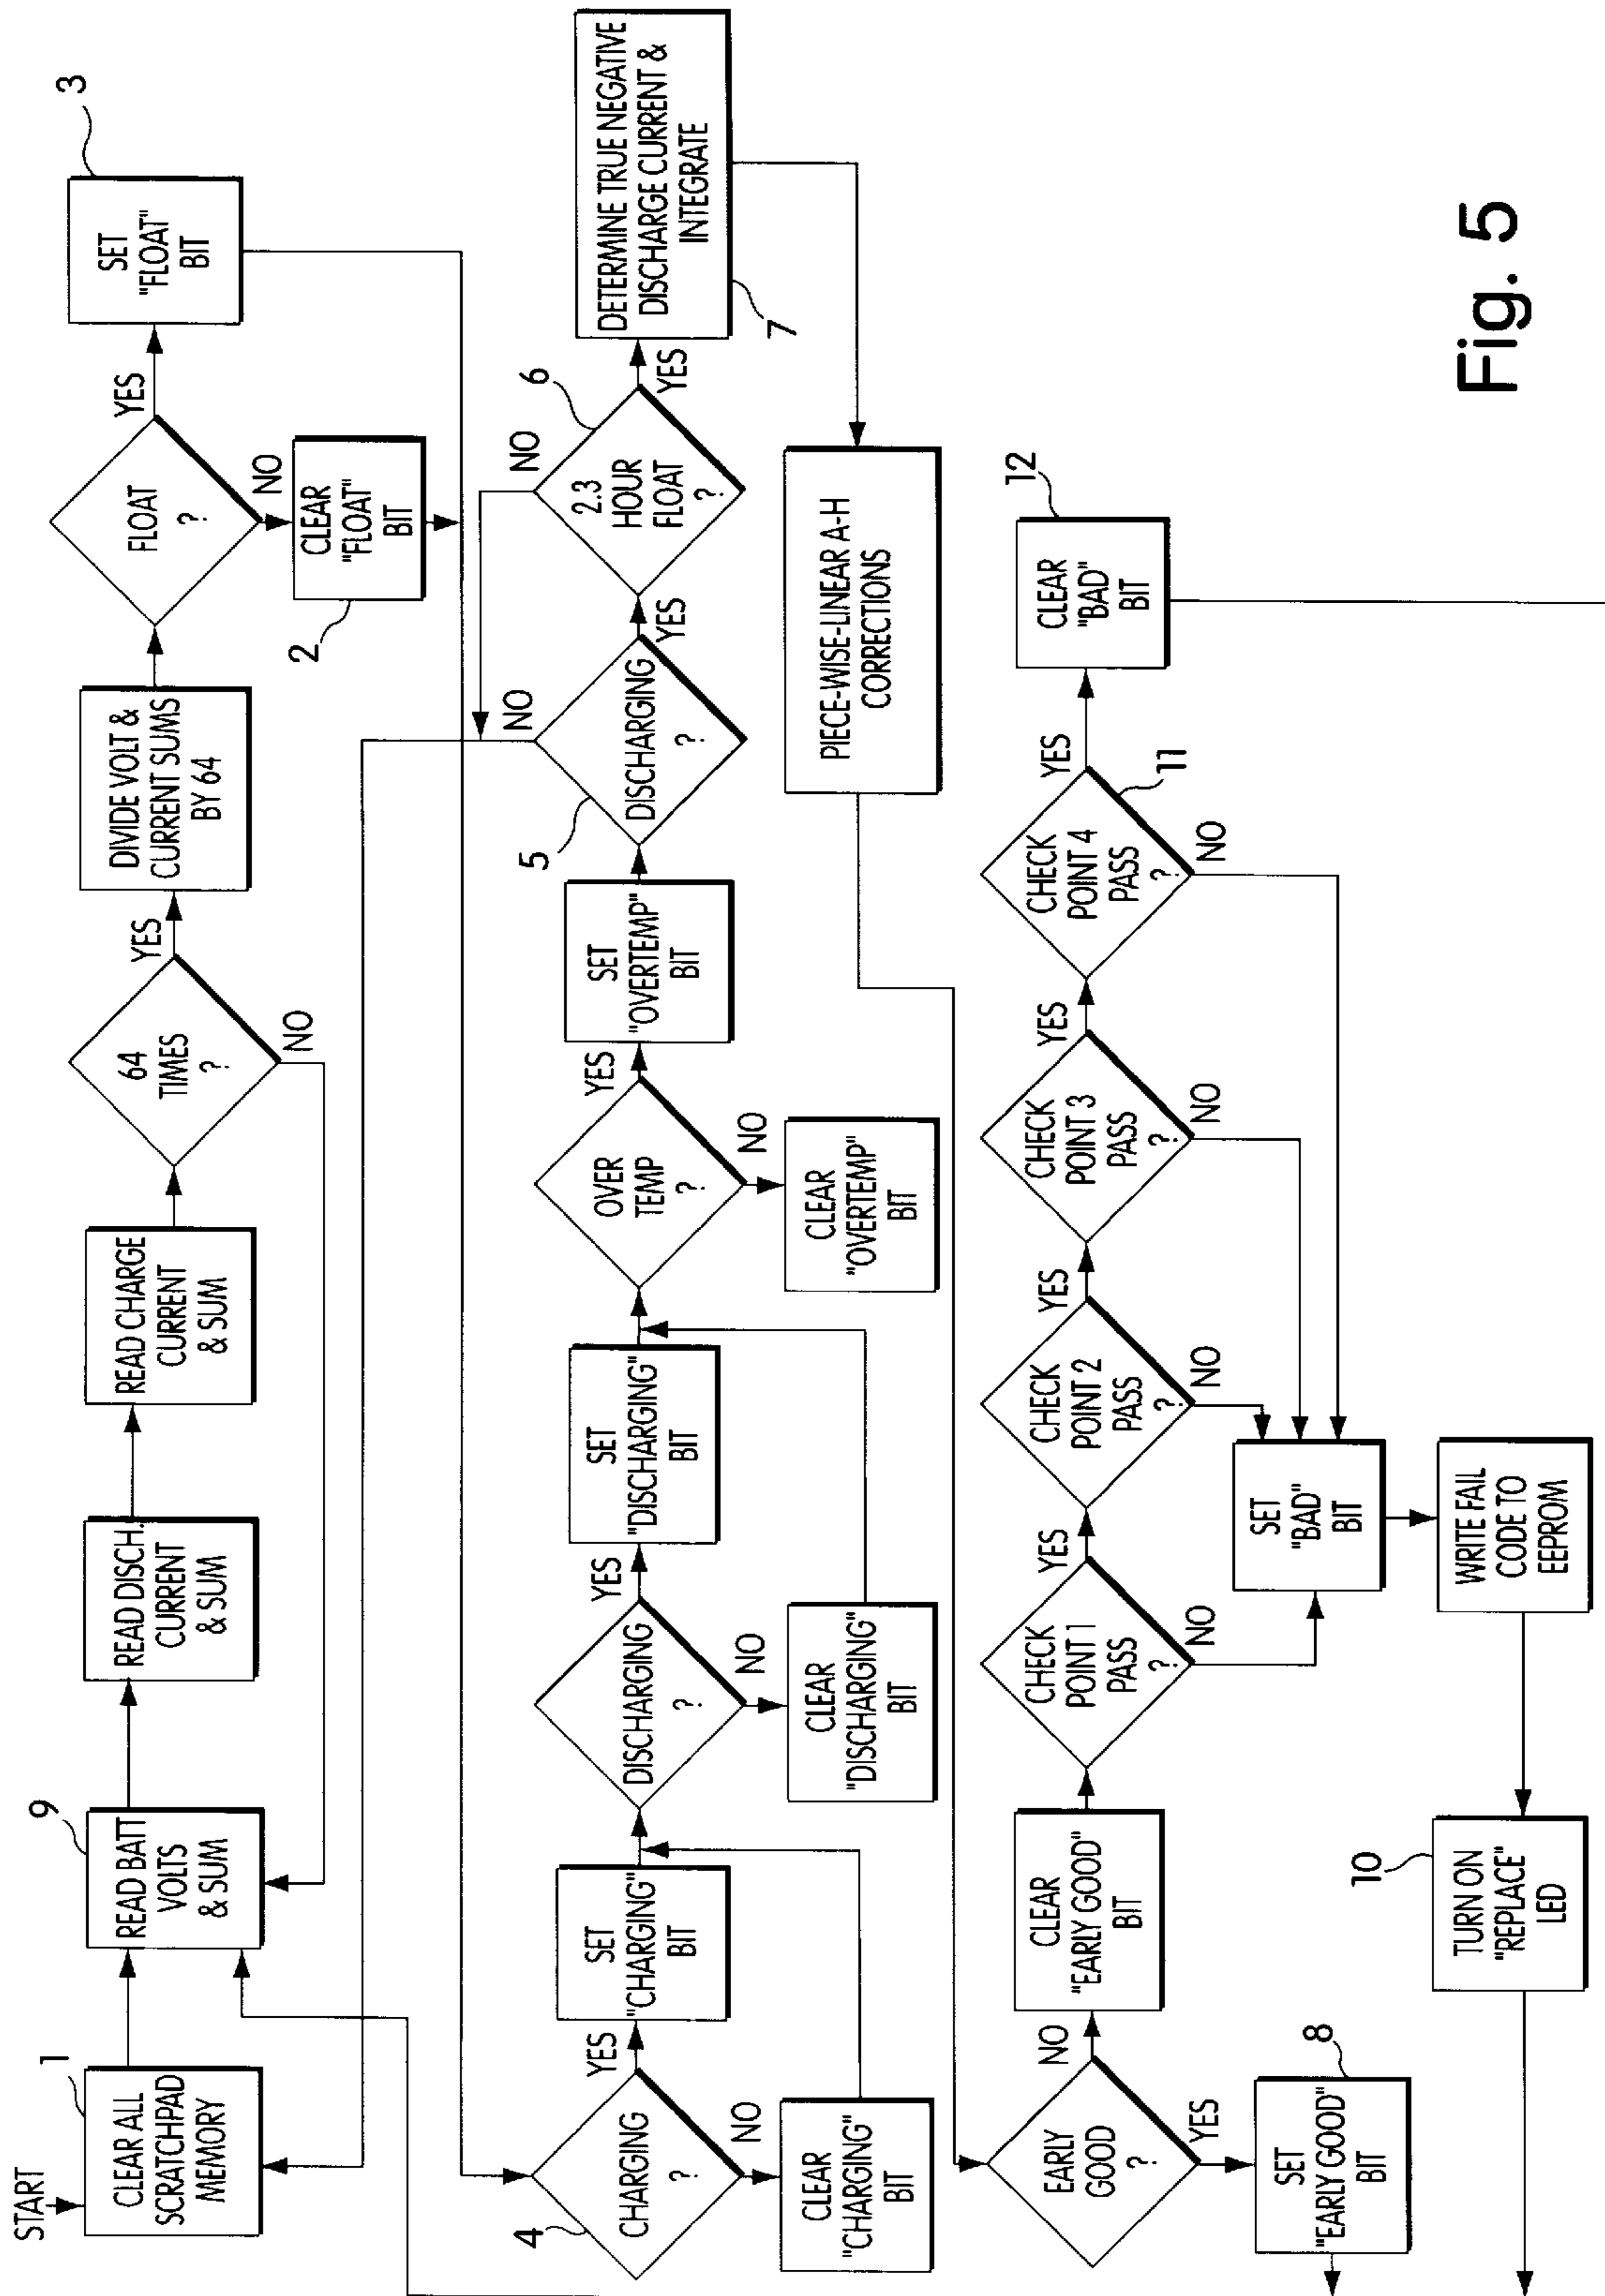 START
1
CLEAR ALL
SCRATCHPAD
MEMORY
9
READ BATT
VOLTS
& SUM
READ DISCH.
CURRENT
& SUM
READ CHARGE
CURRENT
& SUM
64
TIMES
?
YES
NO
DIVIDE VOLT &
CURRENT SUMS
BY 64
FLOAT
?
YES
NO
SET
"FLOAT"
BIT
3
CLEAR
"FLOAT"
BIT
2
4
CHARGING
?
YES
NO
SET
"CHARGING"
BIT
CLEAR
"CHARGING"
BIT
DISCHARGING
?
YES
NO
SET
"DISCHARGING"
BIT
CLEAR
"DISCHARGING"
BIT
OVER
TEMP
?
YES
NO
SET
"OVERTEMP"
BIT
CLEAR
"OVERTEMP"
BIT
5
DISCHARGING
?
NO
YES
6
2.3
HOUR
FLOAT
?
NO
YES
DETERMINE TRUE NEGATIVE
DISCHARGE CURRENT &
INTEGRATE
7
PIECE-WISE-LINEAR A-H
CORRECTIONS
EARLY
GOOD
?
NO
YES
SET
"EARLY GOOD"
BIT
8
CLEAR
"EARLY GOOD"
BIT
CHECK
POINT 1
PASS
?
YES
NO
CHECK
POINT 2
PASS
?
YES
NO
CHECK
POINT 3
PASS
?
YES
NO
CHECK
POINT 4
PASS
?
YES
NO
11
CLEAR
"BAD"
BIT
12
SET
"BAD"
BIT
WRITE FAIL
CODE TO
EEPROM
10
TURN ON
"REPLACE"
LED
Fig. 5